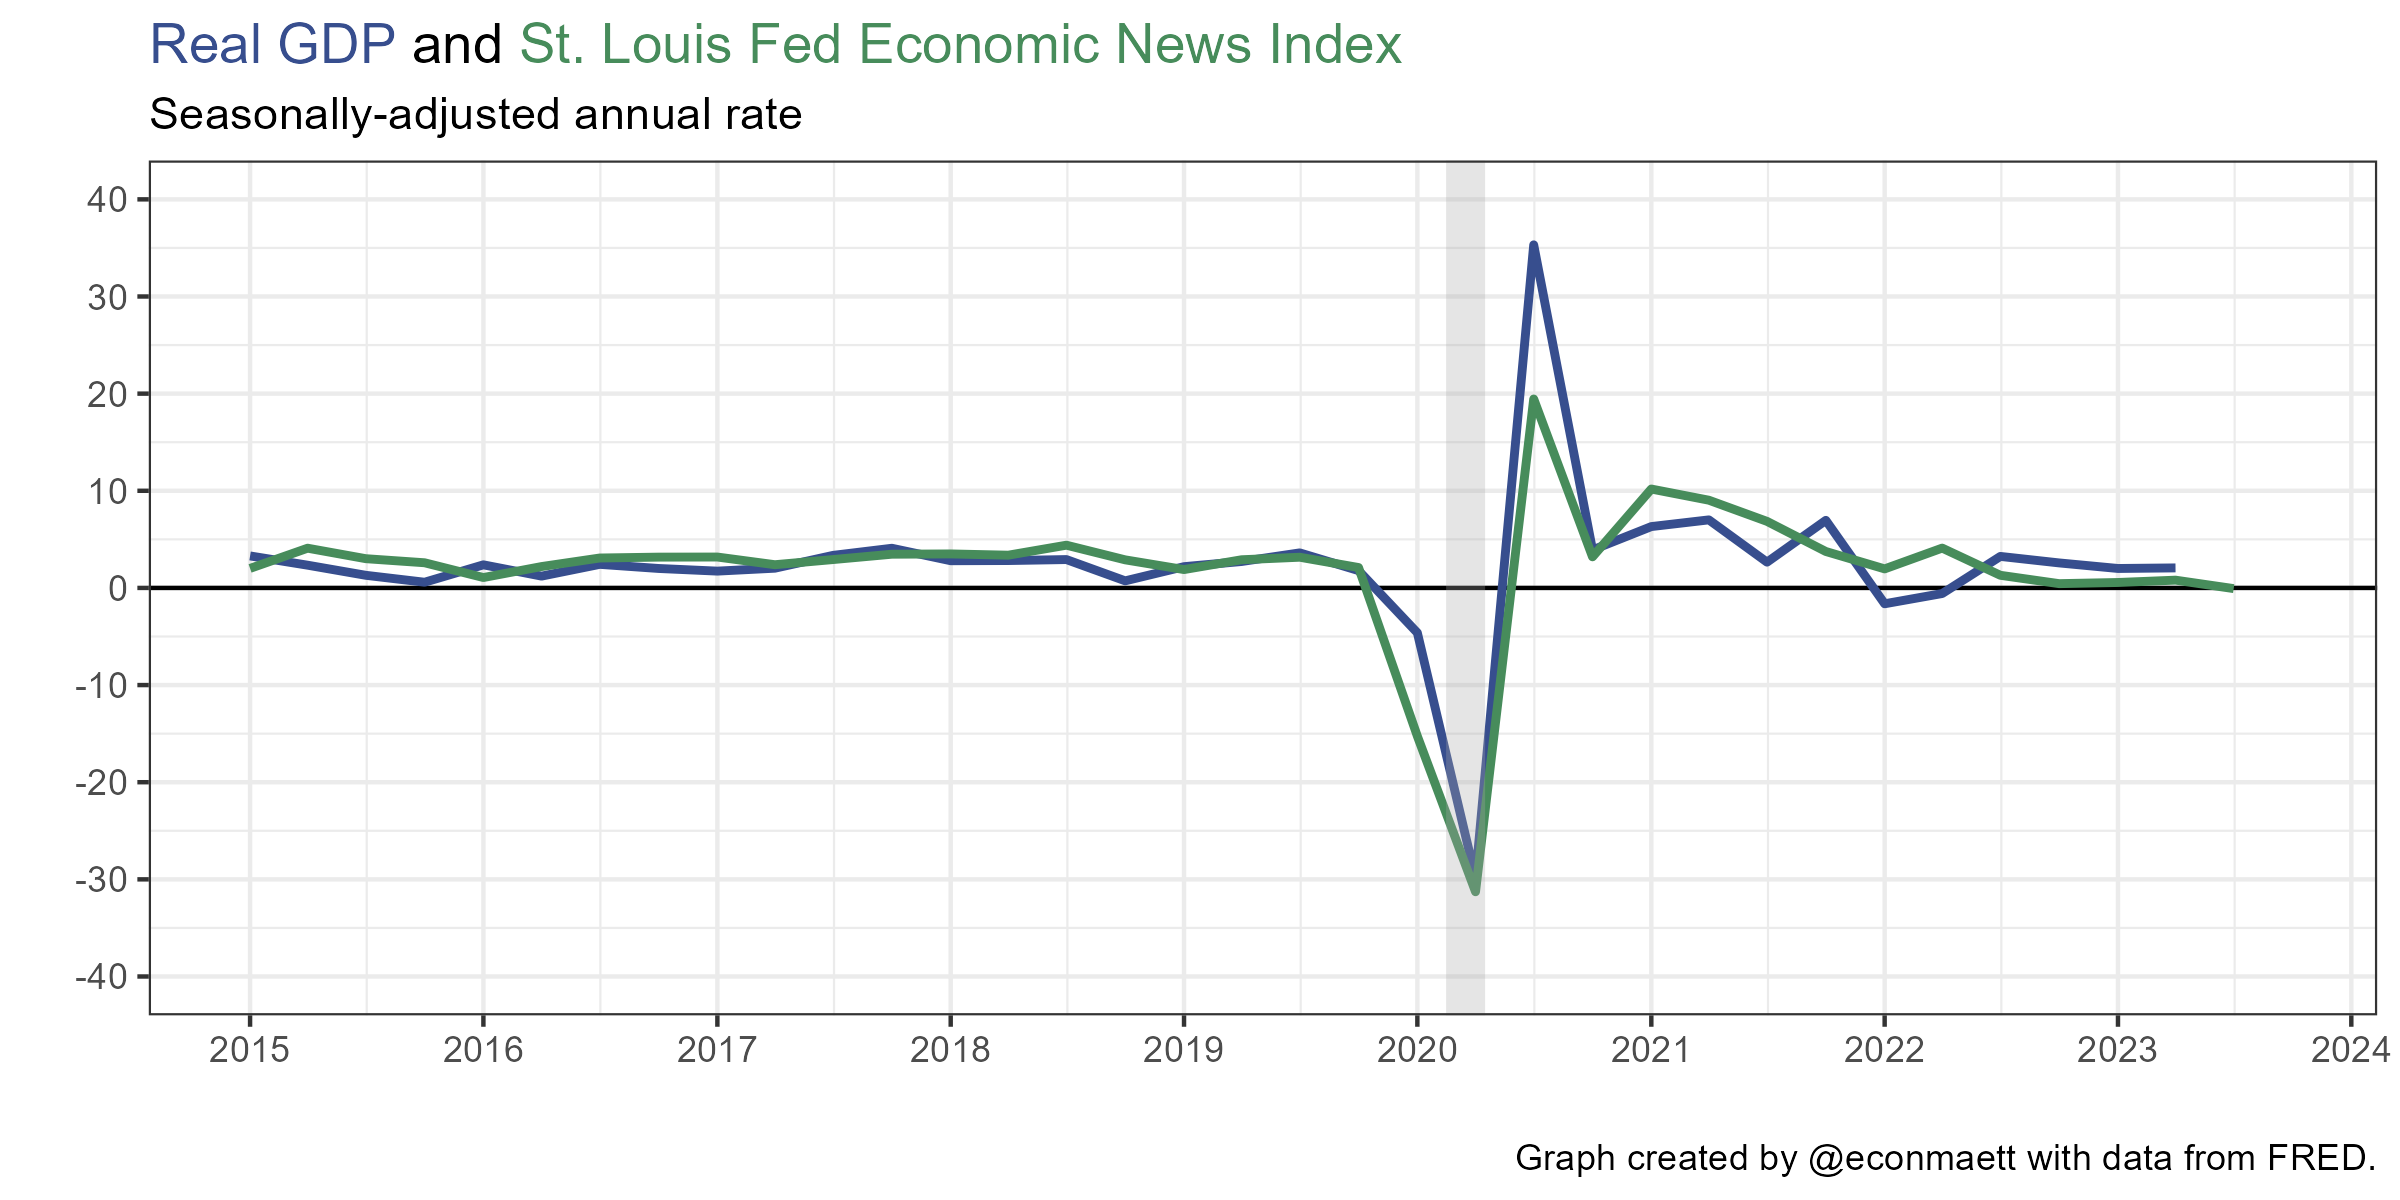 Real GDP and St. Louis Fed Economic News Index
Seasonally-adjusted annual rate
40
30
20
10
0
-10
-20
-30
-40
2015 2016 2017 2018 2019 2020 2021 2022 2023 2024
Graph created by @econmaett with data from FRED.